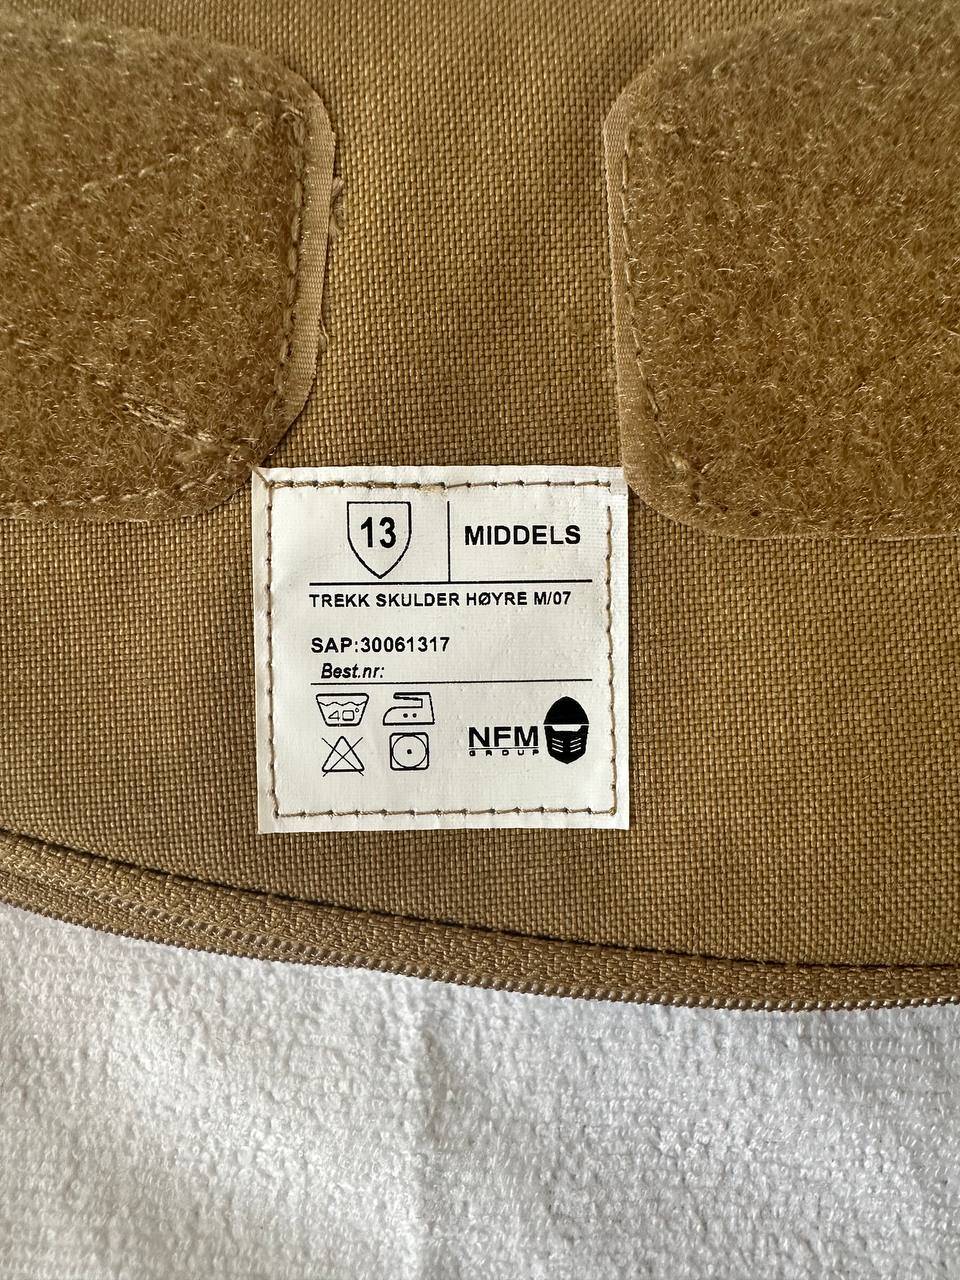 13 MIDDELS
TREKK SKULDER HØYRE M/07
SAP:30061317
Best.nr:
40°
NFM
GROUP